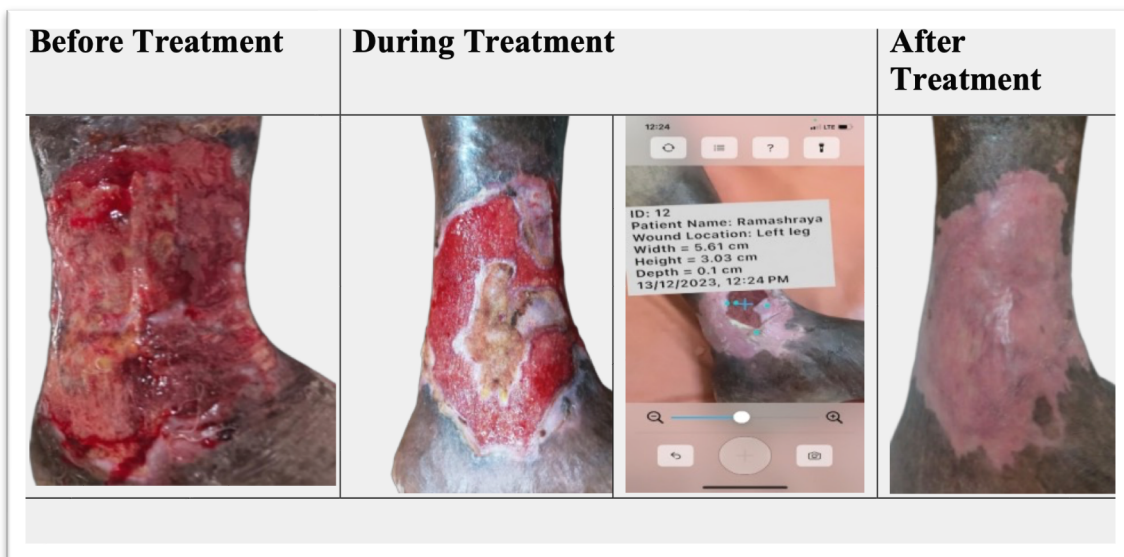 Before Treatment
During Treatment
After
Treatment
12:24
LTE
?
ID: 12
Patient Name: Ramashraya
Wound Location: Left leg
Width = 5.61 cm
Height = 3.03 cm
Depth = 0.1 cm
13/12/2023, 12:24 PM